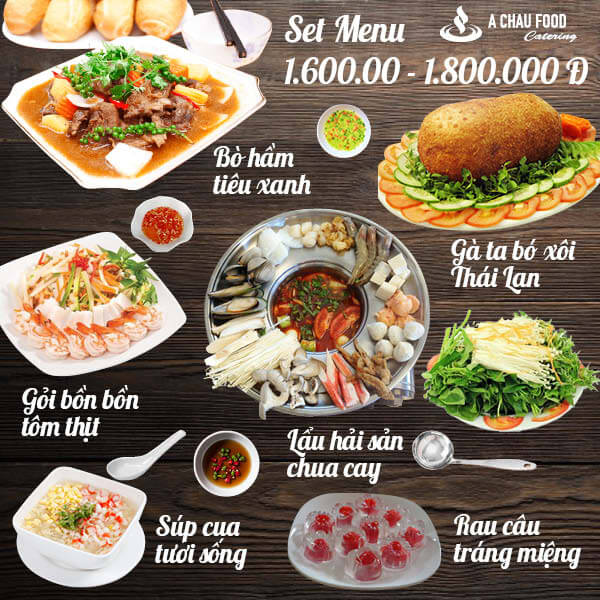 Set Menu
A CHAU FOOD
Catering
1.600.00 - 1.800.000 Đ
Bò hầm
tiêu xanh
Gà ta bó xôi
Thái Lan
Gỏi bồn bồn
tôm thịt
Lẩu hải sản
chua cay
Súp cua
tươi sống
Rau câu
tráng miệng